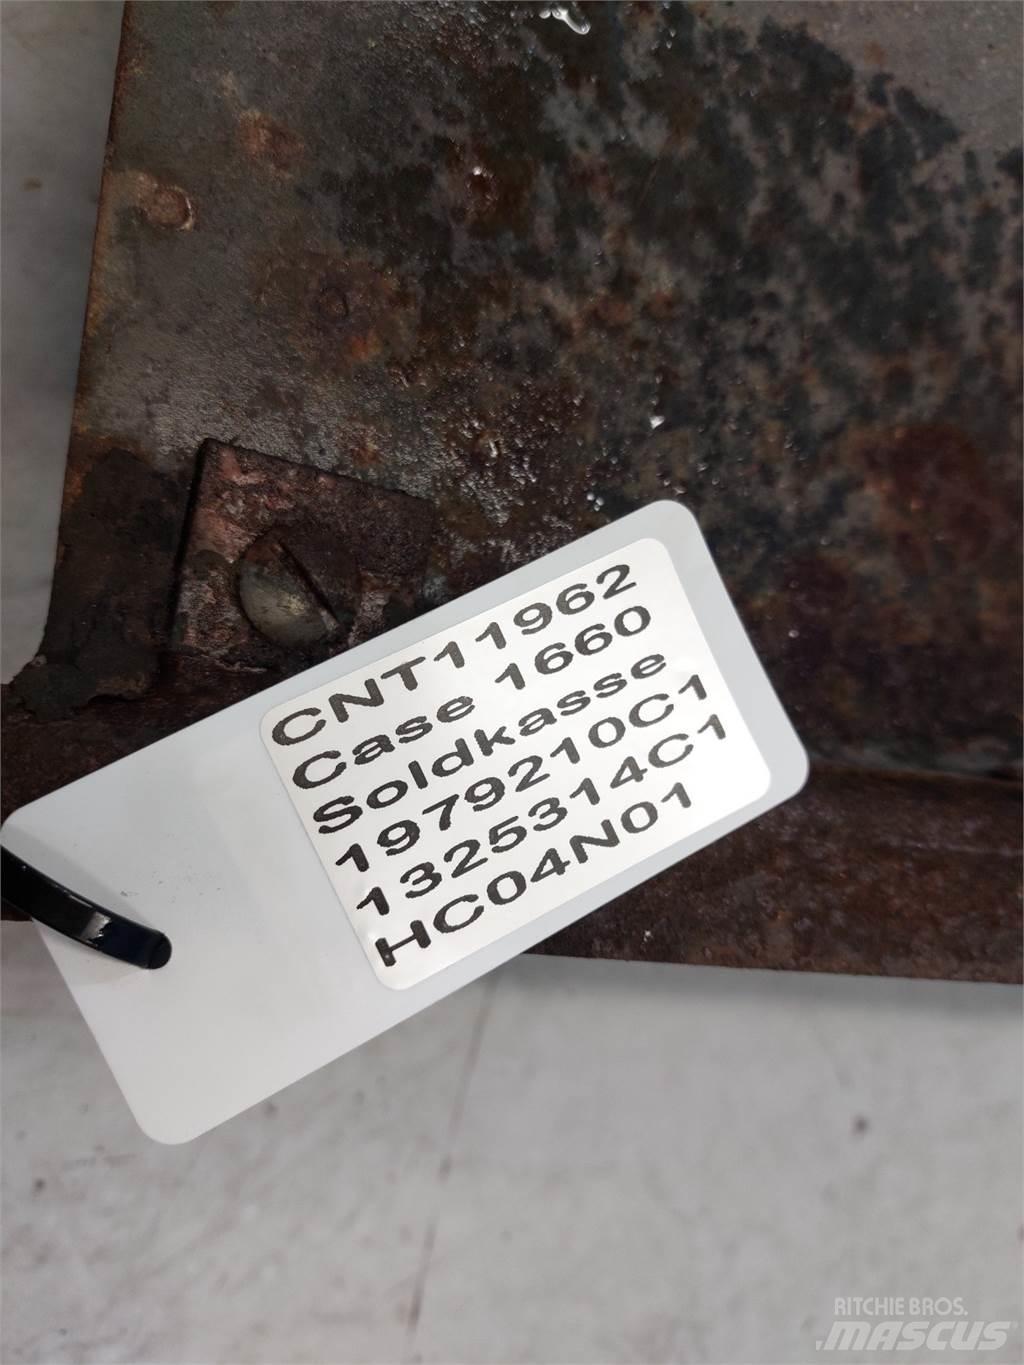 CNT11962
Case 1660
Soldkasse
1979210C1
1325314C1
HC04N01
RITCHIE BROS.
MASCUS